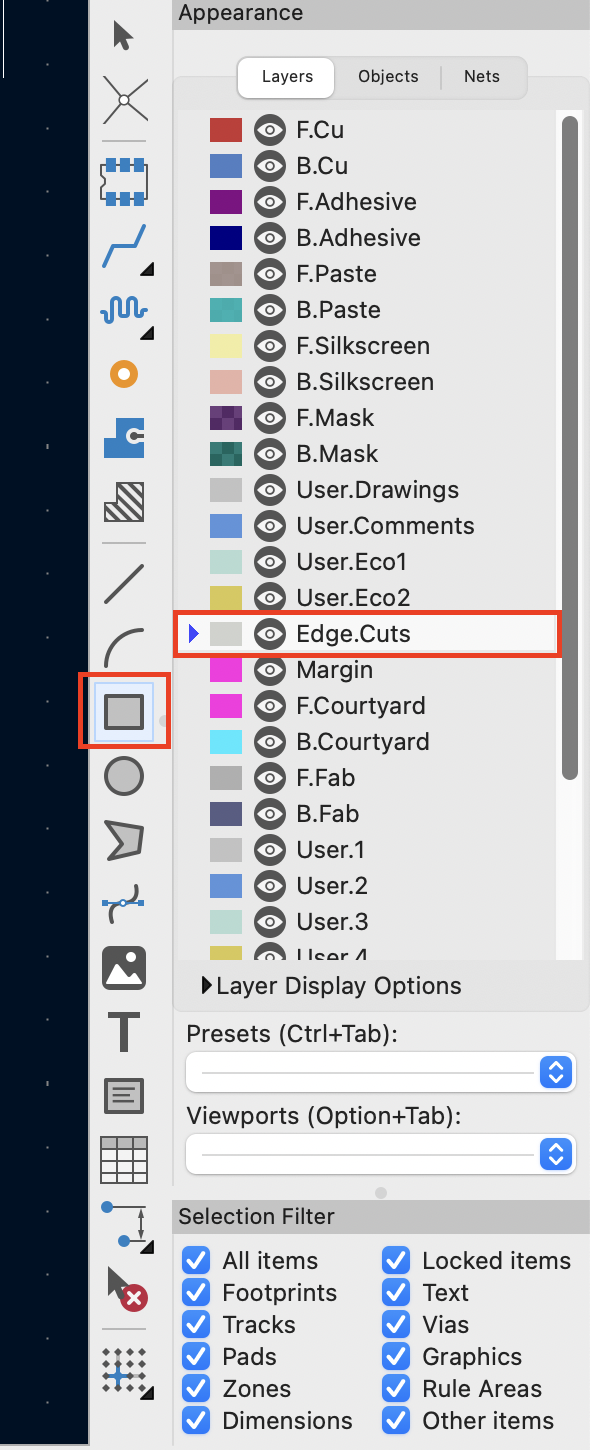 Appearance
Layers Objects Nets
F.Cu
B.Cu
F.Adhesive
B.Adhesive
F.Paste
B.Paste
F.Silkscreen
B.Silkscreen
F.Mask
B.Mask
User.Drawings
User.Comments
User.Eco1
User.Eco2
Edge.Cuts
Margin
F.Courtyard
B.Courtyard
F.Fab
B.Fab
User.1
User.2
User.3
User.4
Layer Display Options
Presets (Ctrl+Tab):
Viewports (Option+Tab):
Selection Filter
All items Locked items
Footprints Text
Tracks Vias
Pads Graphics
Zones Rule Areas
Dimensions Other items